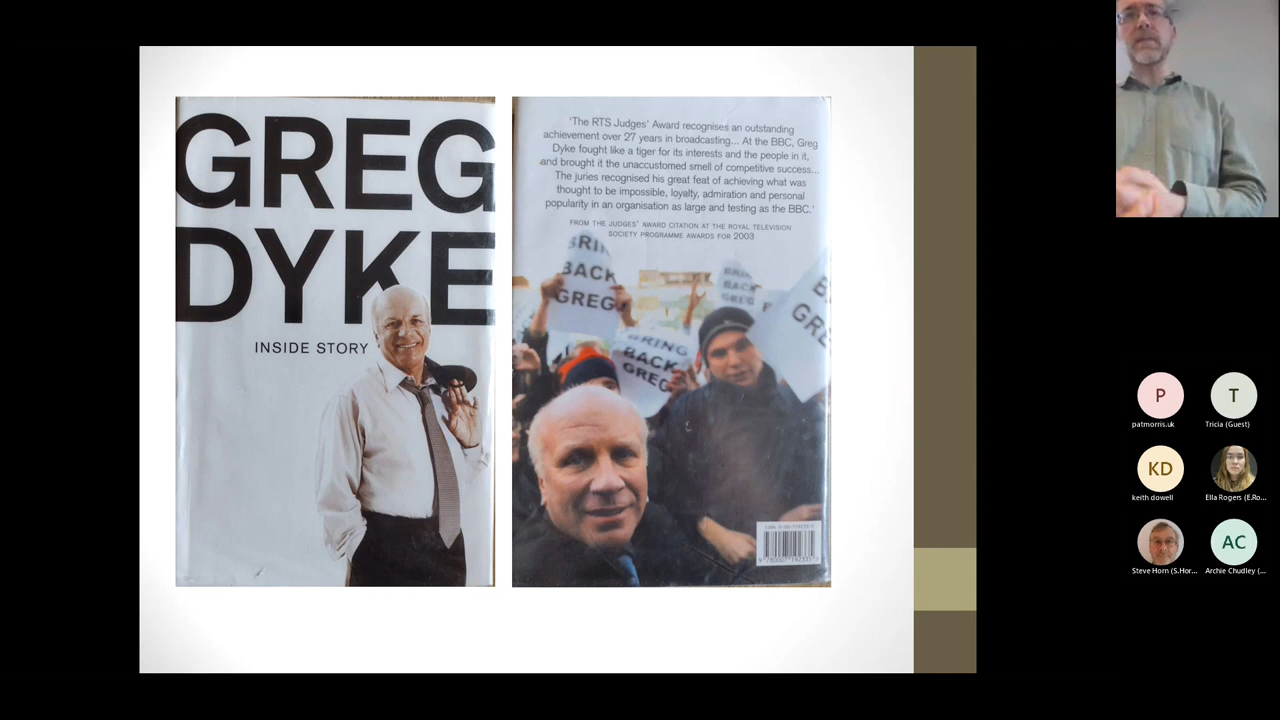 GREG
DYKE
INSIDE STORY
'The RTS Judges' Award recognises an outstanding
achievement over 27 years in broadcasting... At the BBC, Greg
Dyke fought like a tiger for its interests and the people in it,
and brought it the unaccustomed smell of competitive success...
The juries recognised his great feat of achieving what was
thought to be impossible, loyalty, admiration and personal
popularity in an organisation as large and testing as the BBC.'
FROM THE JUDGES' AWARD CITATION AT THE ROYAL TELEVISION
SOCIETY PROGRAMME AWARDS FOR 2003
BRING
BACK
GREG
BRING
BACK
GREG
BRING
BACK
GREG
P
patmorris.uk
T
Tricia (Guest)
KD
keith dowell
Ella Rogers (E.Ro...
Steve Horn (S.Hor...
AC
Archie Chudley (...